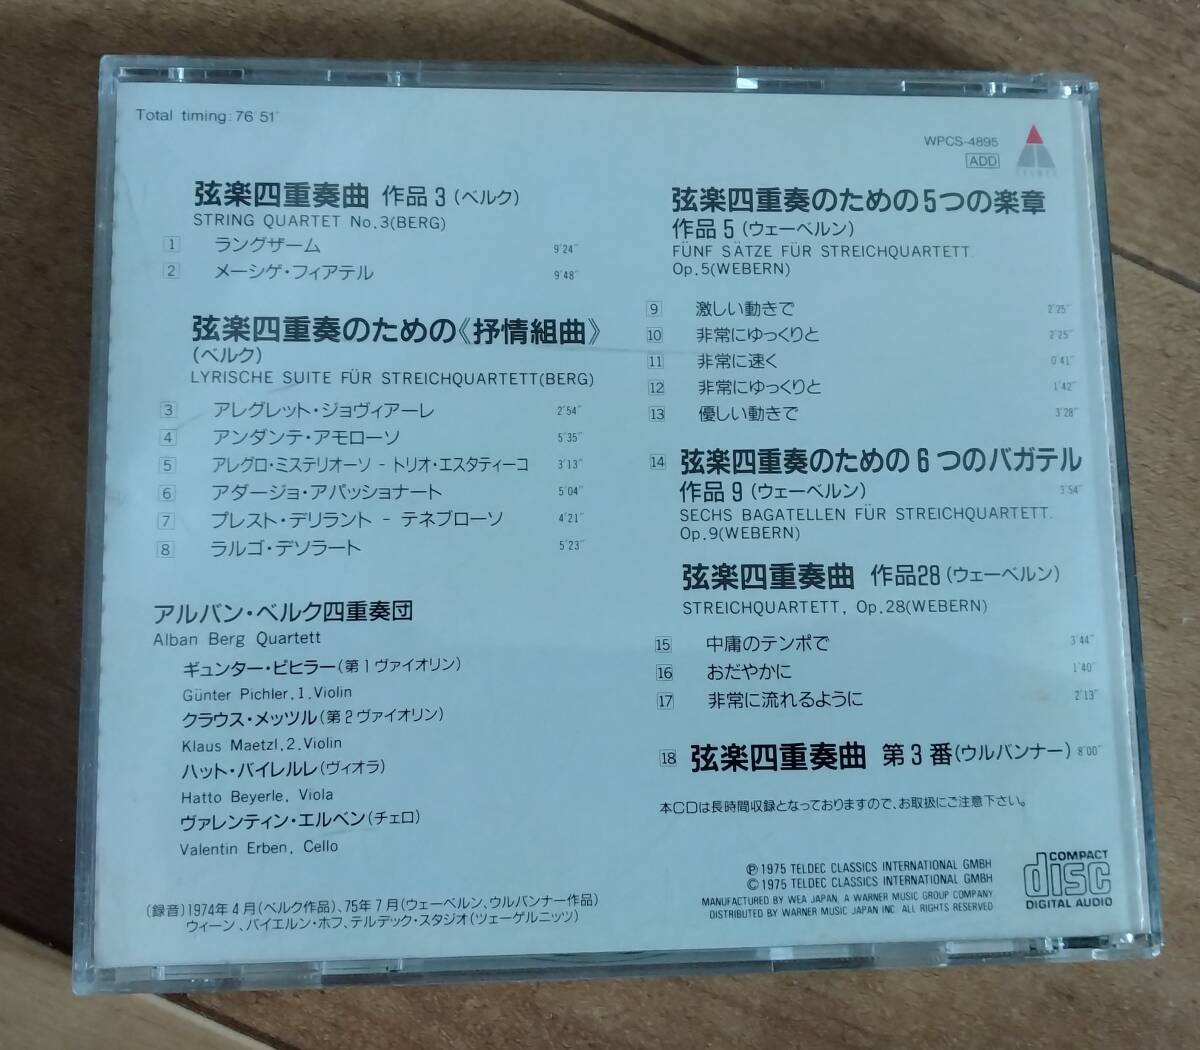 Total timing: 76'51"
弦楽四重奏曲 作品3(ベルク)
STRING QUARTET No.3(BERG)
1 ラングザーム 9'24"
2 メーシゲ・フィアテル 9'48"
弦楽四重奏のための《抒情組曲》
(ベルク)
LYRISCHE SUITE FÜR STREICHQUARTETT(BERG)
3 アレグレット・ジョヴィアーレ 2'54"
4 アンダンテ・アモローソ 5'35"
5 アレグロ・ミステリオーソ - トリオ・エスタティーコ 3'13"
6 アダージョ・アパッショナート 5'04"
7 プレスト・デリラント - テネブローソ 4'21"
8 ラルゴ・デソラート 5'23"
アルバン・ベルク四重奏団
Alban Berg Quartett
ギュンター・ピヒラー(第1ヴァイオリン)
Günter Pichler, 1. Violin
クラウス・メッツル(第2ヴァイオリン)
Klaus Maetzl, 2. Violin
ハット・バイレルレ(ヴィオラ)
Hatto Beyerle, Viola
ヴァレンティン・エルベン(チェロ)
Valentin Erben, Cello
(録音)1974年4月(ベルク作品)、75年7月(ウェーベルン、ウルバンナー作品)
ウィーン、バイエルン・ホフ、テルデック・スタジオ(ツェーゲルニッツ)
WPCS-4895
ADD
TELDEC
弦楽四重奏のための5つの楽章
作品5(ウェーベルン)
FÜNF SÄTZE FÜR STREICHQUARTETT.
Op.5(WEBERN)
9 激しい動きで 2'25"
10 非常にゆっくりと 2'25"
11 非常に速く 0'41"
12 非常にゆっくりと 1'42"
13 優しい動きで 3'28"
14 弦楽四重奏のための6つのバガテル
作品9(ウェーベルン) 3'54"
SECHS BAGATELLEN FÜR STREICHQUARTETT.
Op.9(WEBERN)
弦楽四重奏曲 作品28(ウェーベルン)
STREICHQUARTETT, Op.28(WEBERN)
15 中庸のテンポで 3'44"
16 おだやかに 1'40"
17 非常に流れるように 2'13"
18 弦楽四重奏曲 第3番(ウルバンナー) 8'00"
本CDは長時間収録となっておりますので、お取扱にご注意下さい。
℗ 1975 TELDEC CLASSICS INTERNATIONAL GMBH
© 1975 TELDEC CLASSICS INTERNATIONAL GMBH
MANUFACTURED BY WEA JAPAN, A WARNER MUSIC GROUP COMPANY
DISTRIBUTED BY WARNER MUSIC JAPAN INC. ALL RIGHTS RESERVED
COMPACT
disc
DIGITAL AUDIO